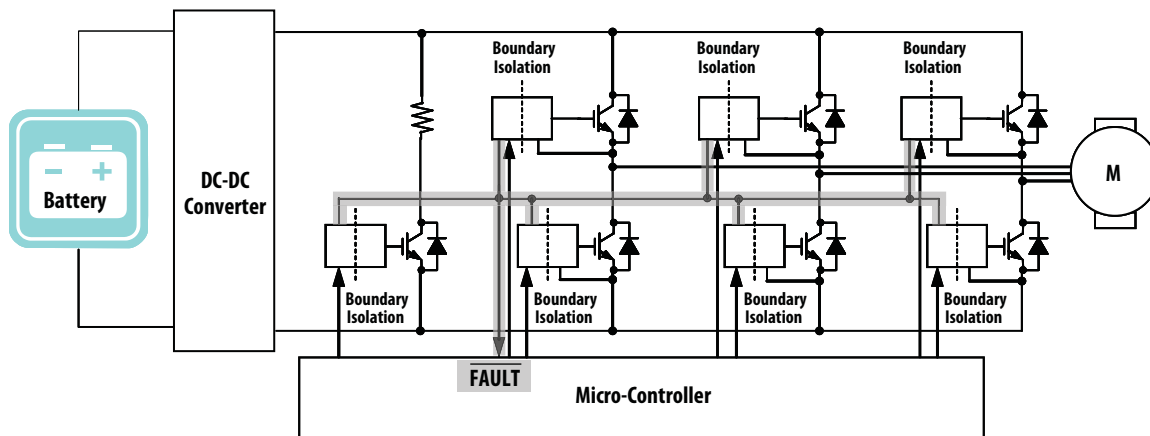 Boundary
Isolation
Boundary
Isolation
Boundary
Isolation
Battery
DC-DC
Converter
M
Boundary
Isolation
Boundary
Isolation
Boundary
Isolation
Boundary
Isolation
FAULT
Micro-Controller